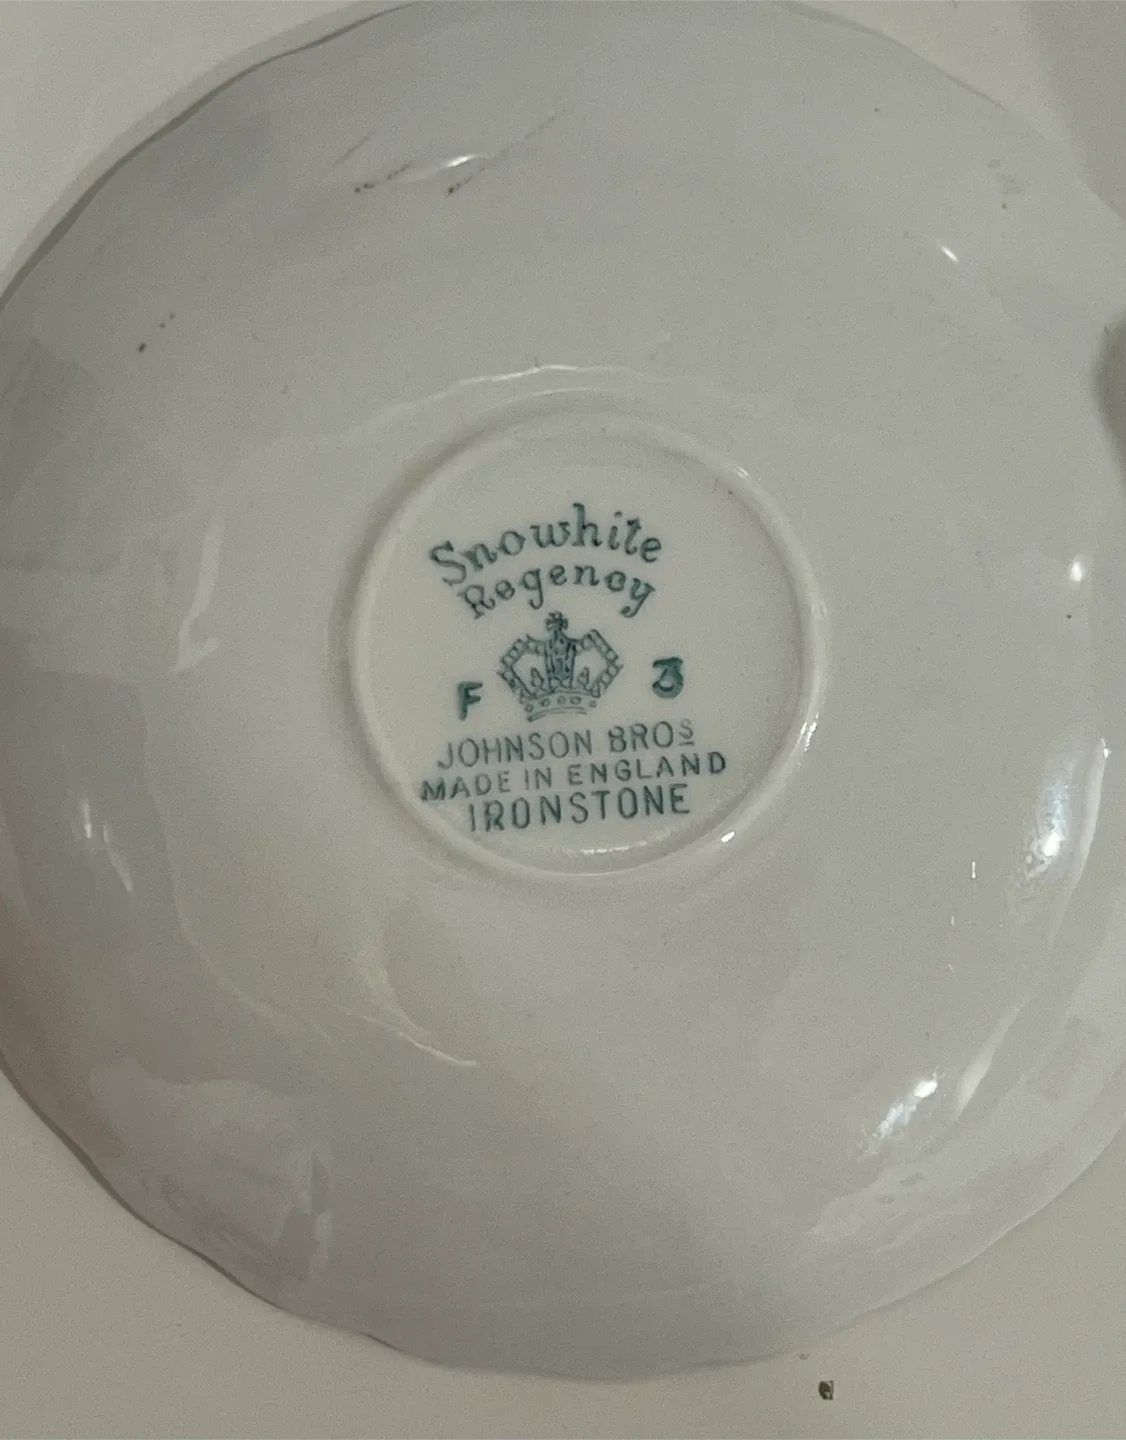 Snowhite
Regency
F 3
JOHNSON BROS
MADE IN ENGLAND
IRONSTONE